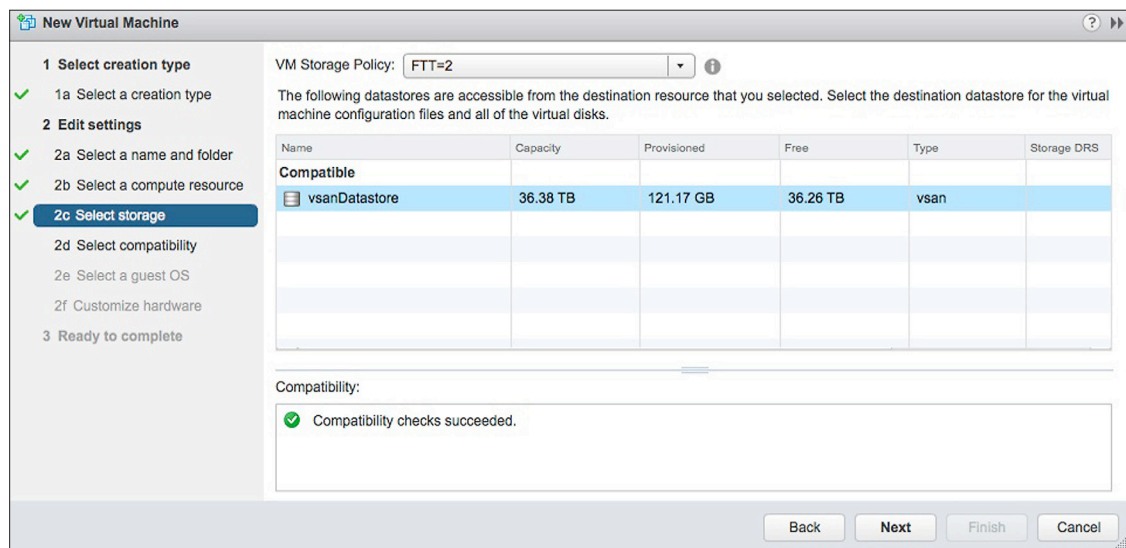 New Virtual Machine
1 Select creation type
1a Select a creation type
2 Edit settings
2a Select a name and folder
2b Select a compute resource
2c Select storage
2d Select compatibility
2e Select a guest OS
2f Customize hardware
3 Ready to complete
VM Storage Policy: FTT=2
The following datastores are accessible from the destination resource that you selected. Select the destination datastore for the virtual
machine configuration files and all of the virtual disks.
Name Capacity Provisioned Free Type Storage DRS
Compatible
vsanDatastore 36.38 TB 121.17 GB 36.26 TB vsan
Compatibility:
Compatibility checks succeeded.
Back Next Finish Cancel